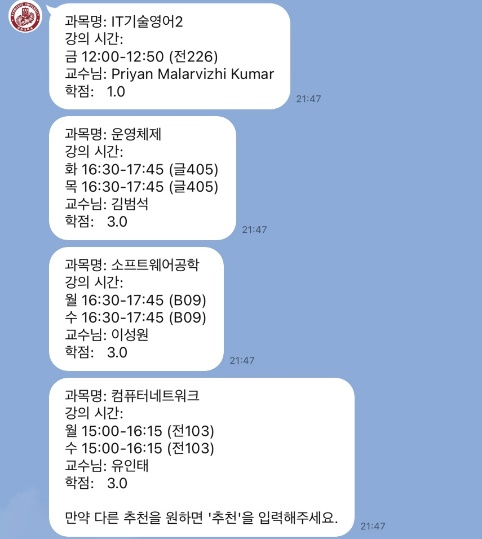 과목명: IT기술영어2
강의 시간:
금 12:00-12:50 (전226)
교수님: Priyan Malarvizhi Kumar
학점: 1.0
21:47
과목명: 운영체제
강의 시간:
화 16:30-17:45 (글405)
목 16:30-17:45 (글405)
교수님: 김범석
학점: 3.0
21:47
과목명: 소프트웨어공학
강의 시간:
월 16:30-17:45 (B09)
수 16:30-17:45 (B09)
교수님: 이성원
학점: 3.0
21:47
과목명: 컴퓨터네트워크
강의 시간:
월 15:00-16:15 (전103)
수 15:00-16:15 (전103)
교수님: 유인태
학점: 3.0
만약 다른 추천을 원하면 '추천'을 입력해주세요.
21:47